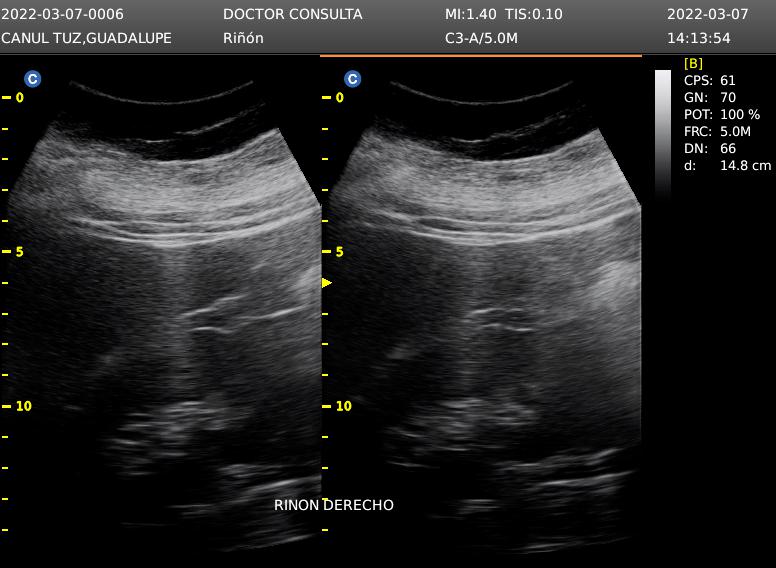 2022-03-07-0006 DOCTOR CONSULTA MI:1.40 TIS:0.10 2022-03-07
CANUL TUZ,GUADALUPE Riñón C3-A/5.0M 14:13:54
C C [B]
0 0 CPS: 61
GN: 70
POT: 100 %
FRC: 5.0M
DN: 66
d: 14.8 cm
5 5
10 10
RINON DERECHO